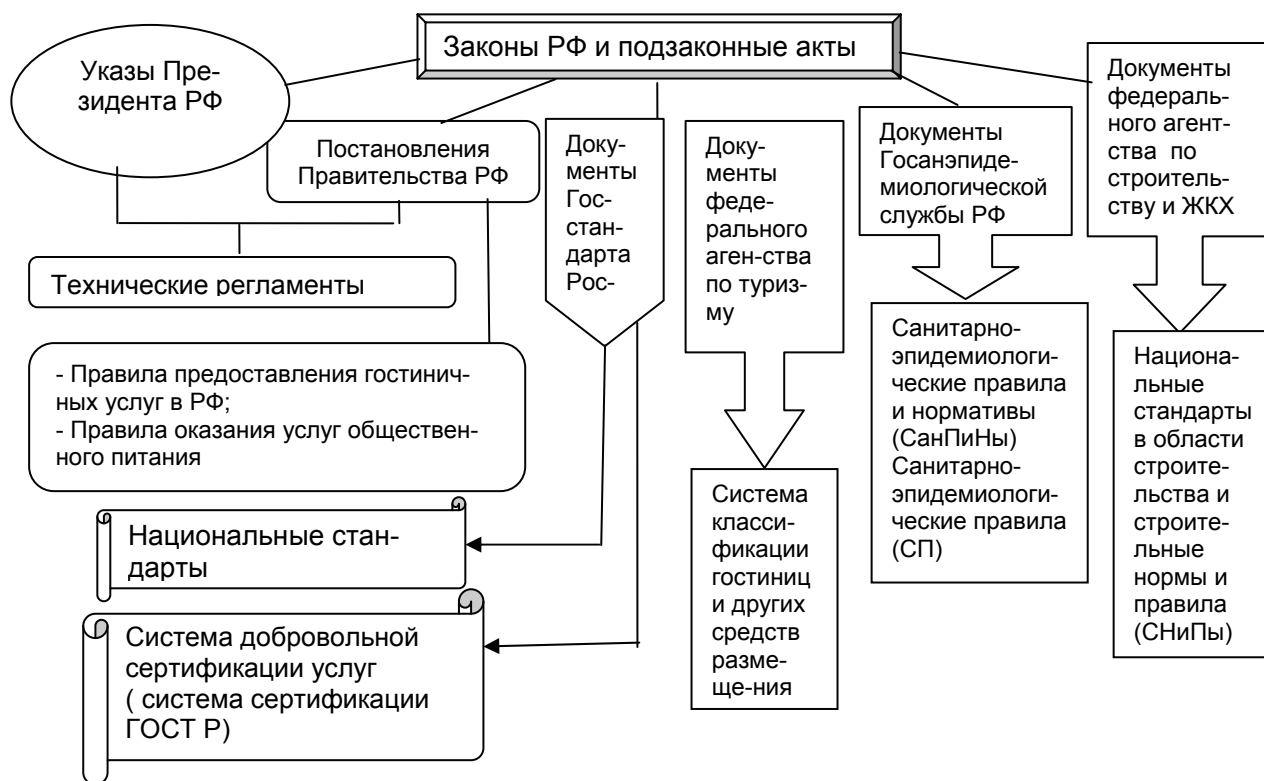 Законы РФ и подзаконные акты
Указы Пре-
зидента РФ
Постановления
Правительства РФ
Технические регламенты
- Правила предоставления гостинич-
ных услуг в РФ;
- Правила оказания услуг общественн-
ного питания
Доку-
менты
Гос-
стан-
дарта
Рос-
Национальные стан-
дарты
Система добровольной
сертификации услуг
( система сертификации
ГОСТ Р)
Доку-
менты
феде-
рального
аген-ства
по туриз-
му
Система
класси-
фикации
гостиниц
и других
средств
разме-
ще-ния
Документы
Госанэпиде-
миологической
службы РФ
Санитарно-
эпидемиологи-
ческие правила
и нормативы
(СанПиНы)
Санитарно-
эпидемиологи-
ческие правила
(СП)
Документы
федераль-
ного агент-
ства по
строитель-
ству и ЖКХ
Национа-
льные
стандарты
в области
строите-
льства и
строите-
льные
нормы и
правила
(СНиПы)